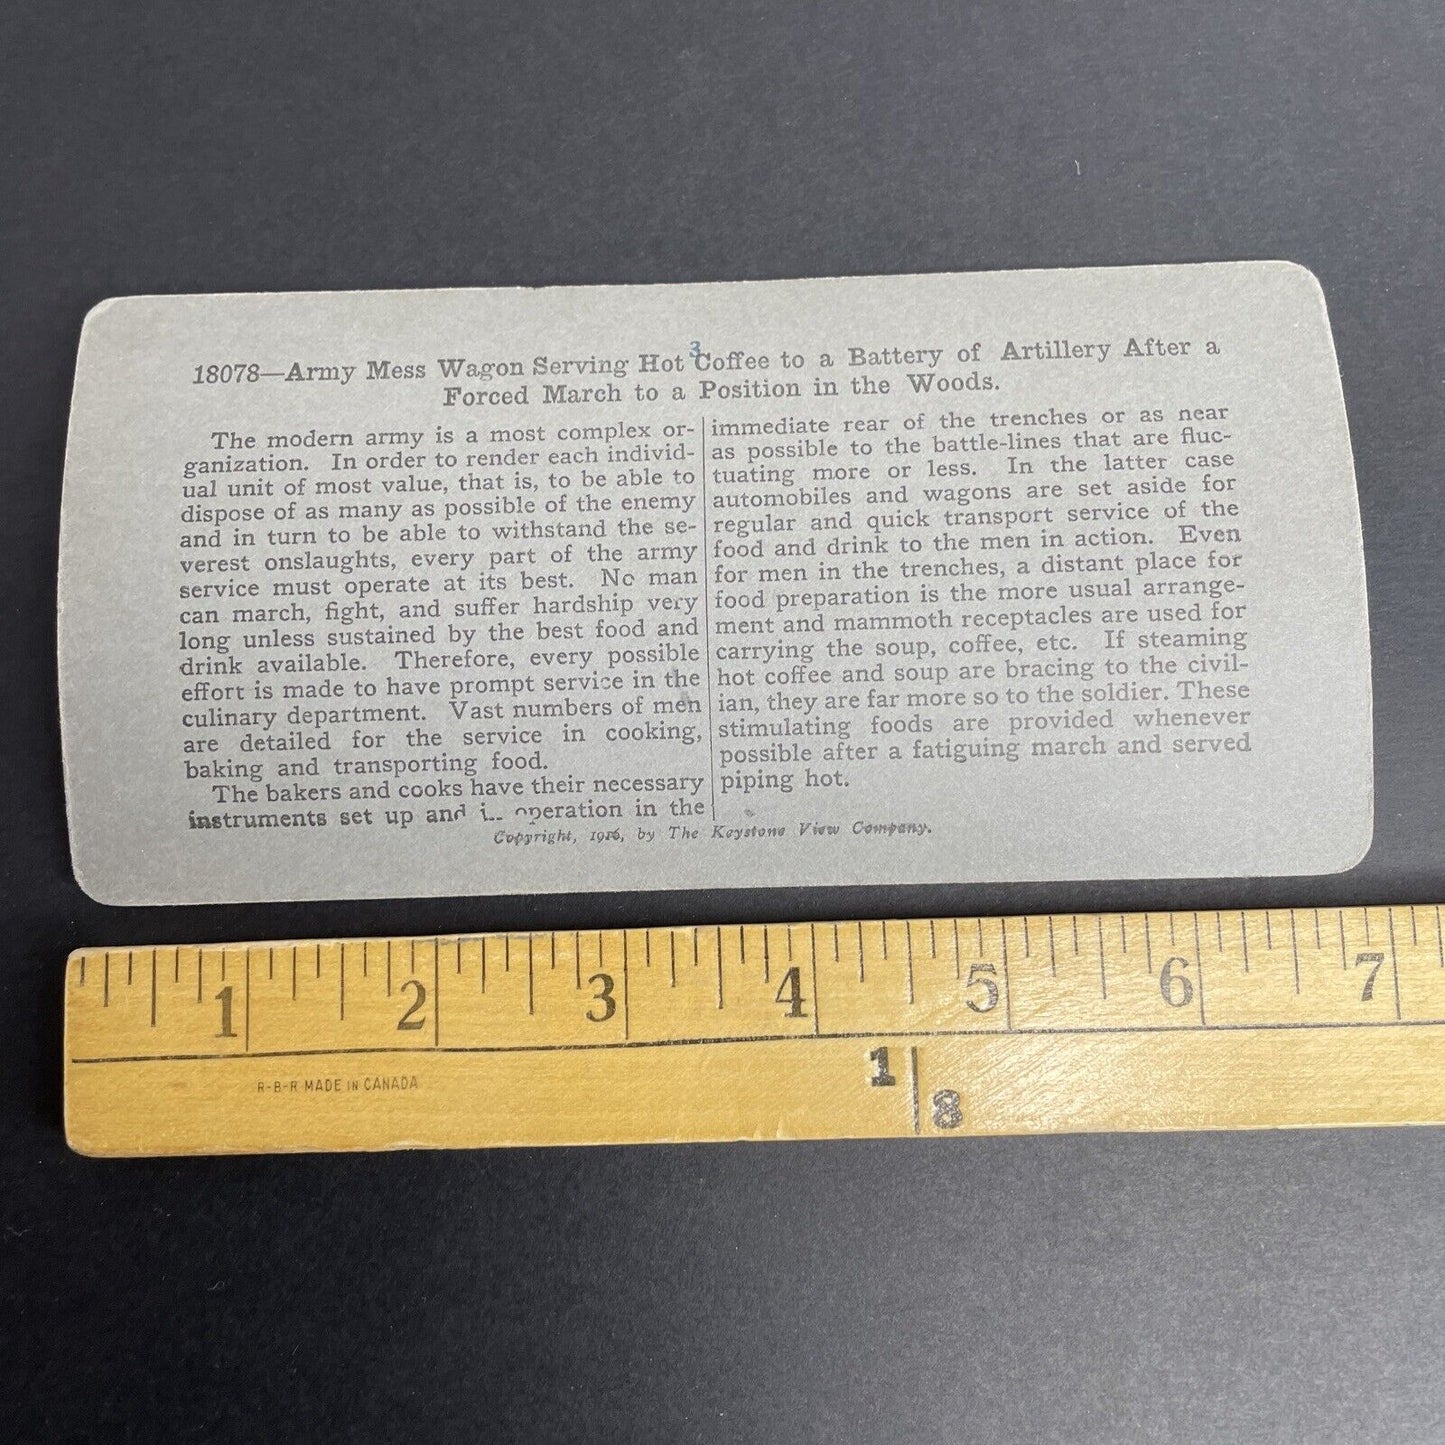 3
18078—Army Mess Wagon Serving Hot Coffee to a Battery of Artillery After a
Forced March to a Position in the Woods.
The modern army is a most complex or-
ganization. In order to render each individ-
ual unit of most value, that is, to be able to
dispose of as many as possible of the enemy
and in turn to be able to withstand the se-
verest onslaughts, every part of the army
service must operate at its best. No man
can march, fight, and suffer hardship very
long unless sustained by the best food and
drink available. Therefore, every possible
effort is made to have prompt service in the
culinary department. Vast numbers of men
are detailed for the service in cooking,
baking and transporting food.
The bakers and cooks have their necessary
instruments set up and operation in the
immediate rear of the trenches or as near
as possible to the battle-lines that are fluc-
tuating more or less. In the latter case
automobiles and wagons are set aside for
regular and quick transport service of the
food and drink to the men in action. Even
for men in the trenches, a distant place for
food preparation is the more usual arrange-
ment and mammoth receptacles are used for
carrying the soup, coffee, etc. If steaming
hot coffee and soup are bracing to the civil-
ian, they are far more so to the soldier. These
stimulating foods are provided whenever
possible after a fatiguing march and served
piping hot.
Copyright, 1916, by The Keystone View Company.
1 2 3 4 5 6 7
R-B-R MADE IN CANADA
1 8